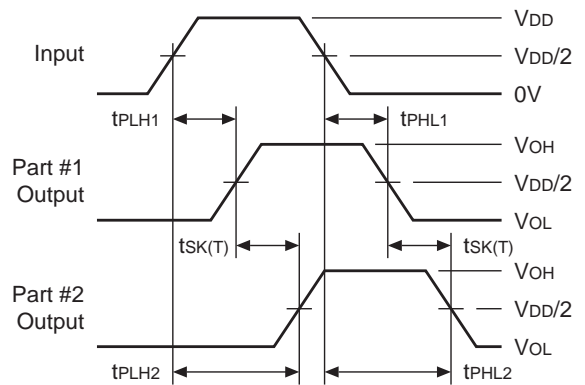 VDD
Input
VDD/2
0V
tPLH1
tPHL1
VOH
Part #1
Output
VDD/2
VOL
tSK(T)
tSK(T)
VOH
Part #2
Output
VDD/2
VOL
tPLH2
tPHL2